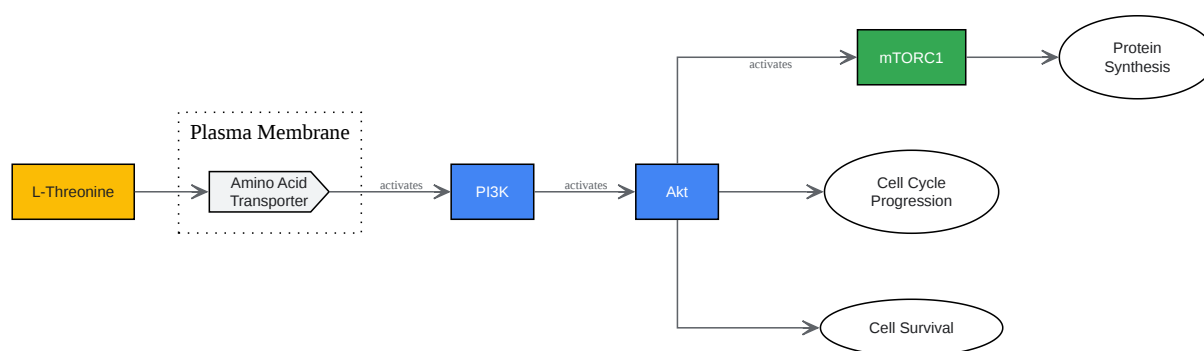 mTORC1
Protein
Synthesis
activates
Plasma Membrane
L-Threonine
Amino Acid
Transporter
activates
PI3K
activates
Akt
Cell Cycle
Progression
Cell Survival